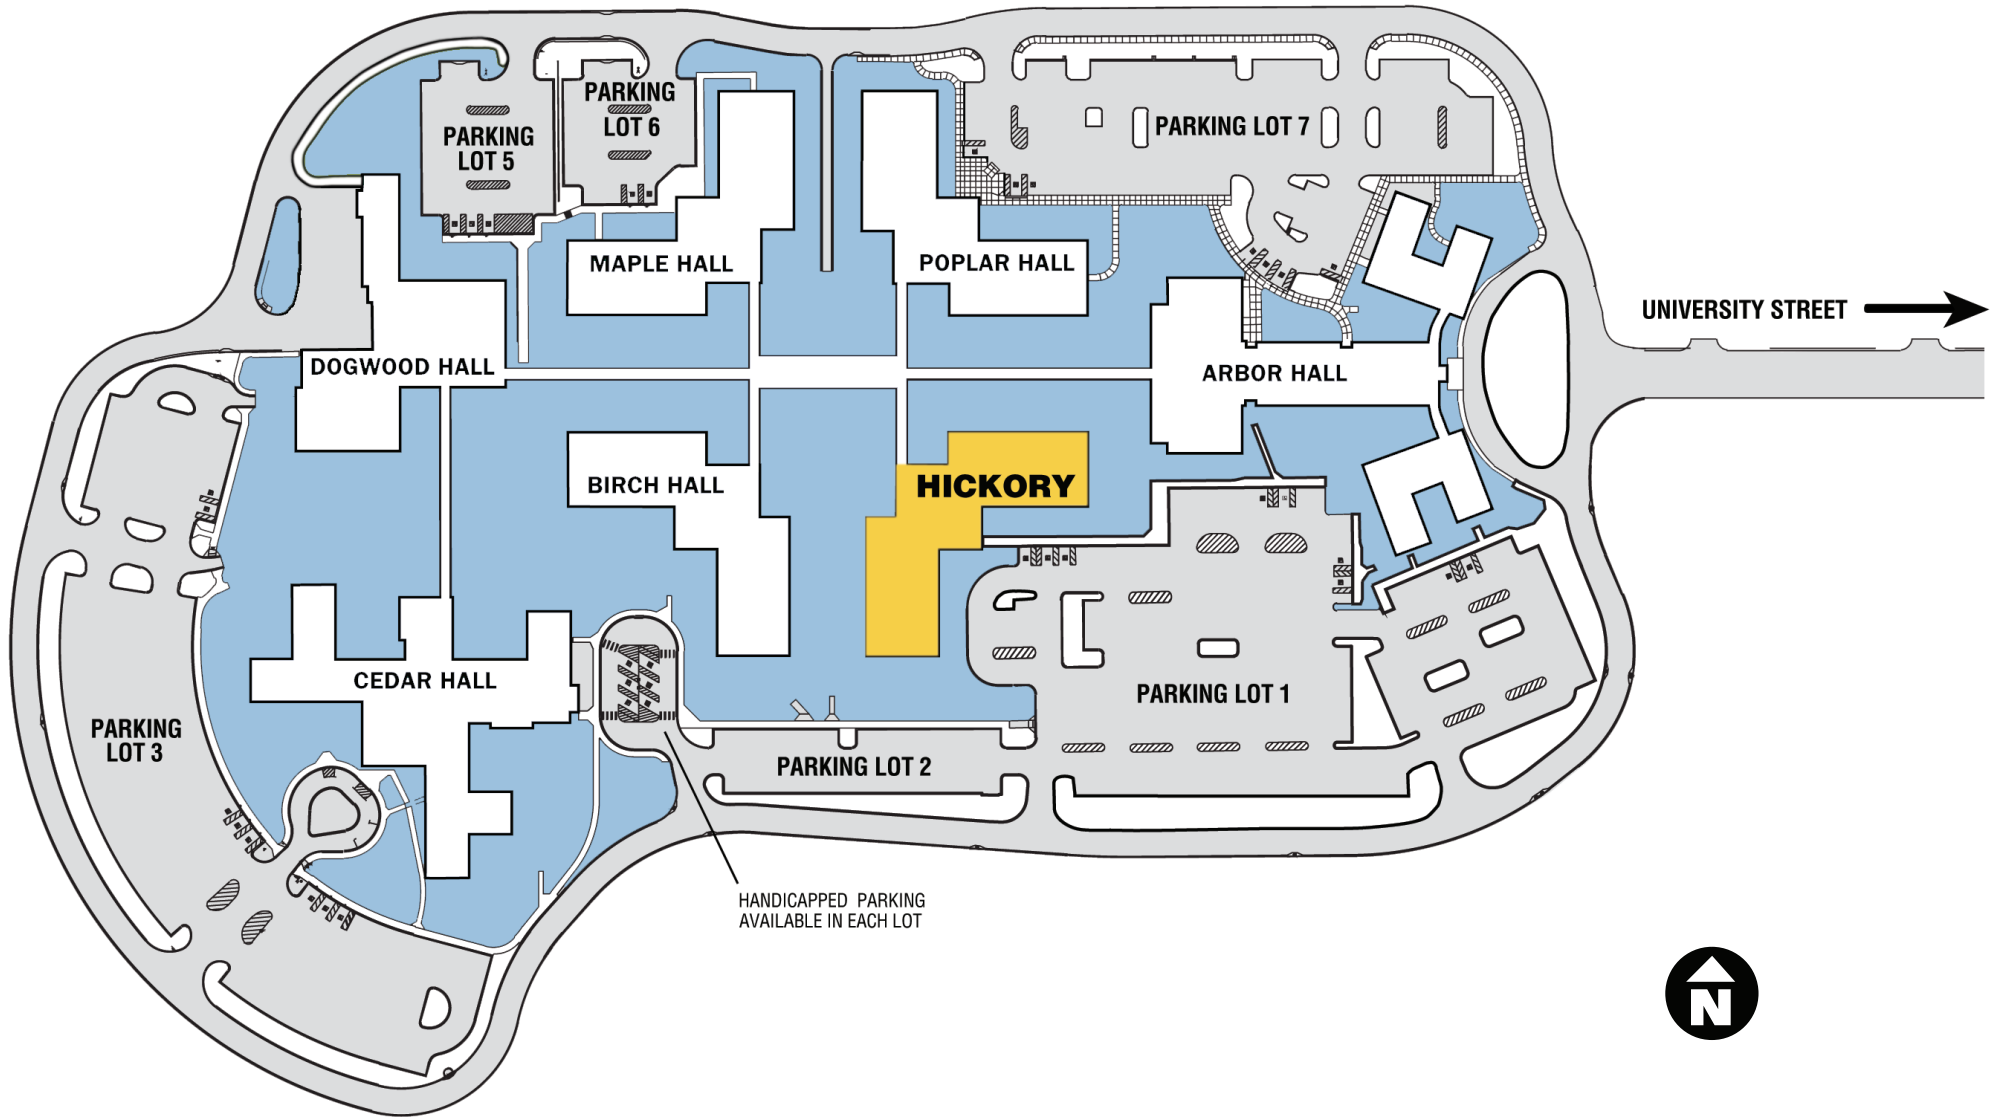 PARKING
LOT 6
PARKING
LOT 5
PARKING LOT 7
MAPLE HALL
POPLAR HALL
UNIVERSITY STREET
DOGWOOD HALL
ARBOR HALL
BIRCH HALL
HICKORY
CEDAR HALL
PARKING LOT 1
PARKING
LOT 3
PARKING LOT 2
HANDICAPPED PARKING
AVAILABLE IN EACH LOT
N